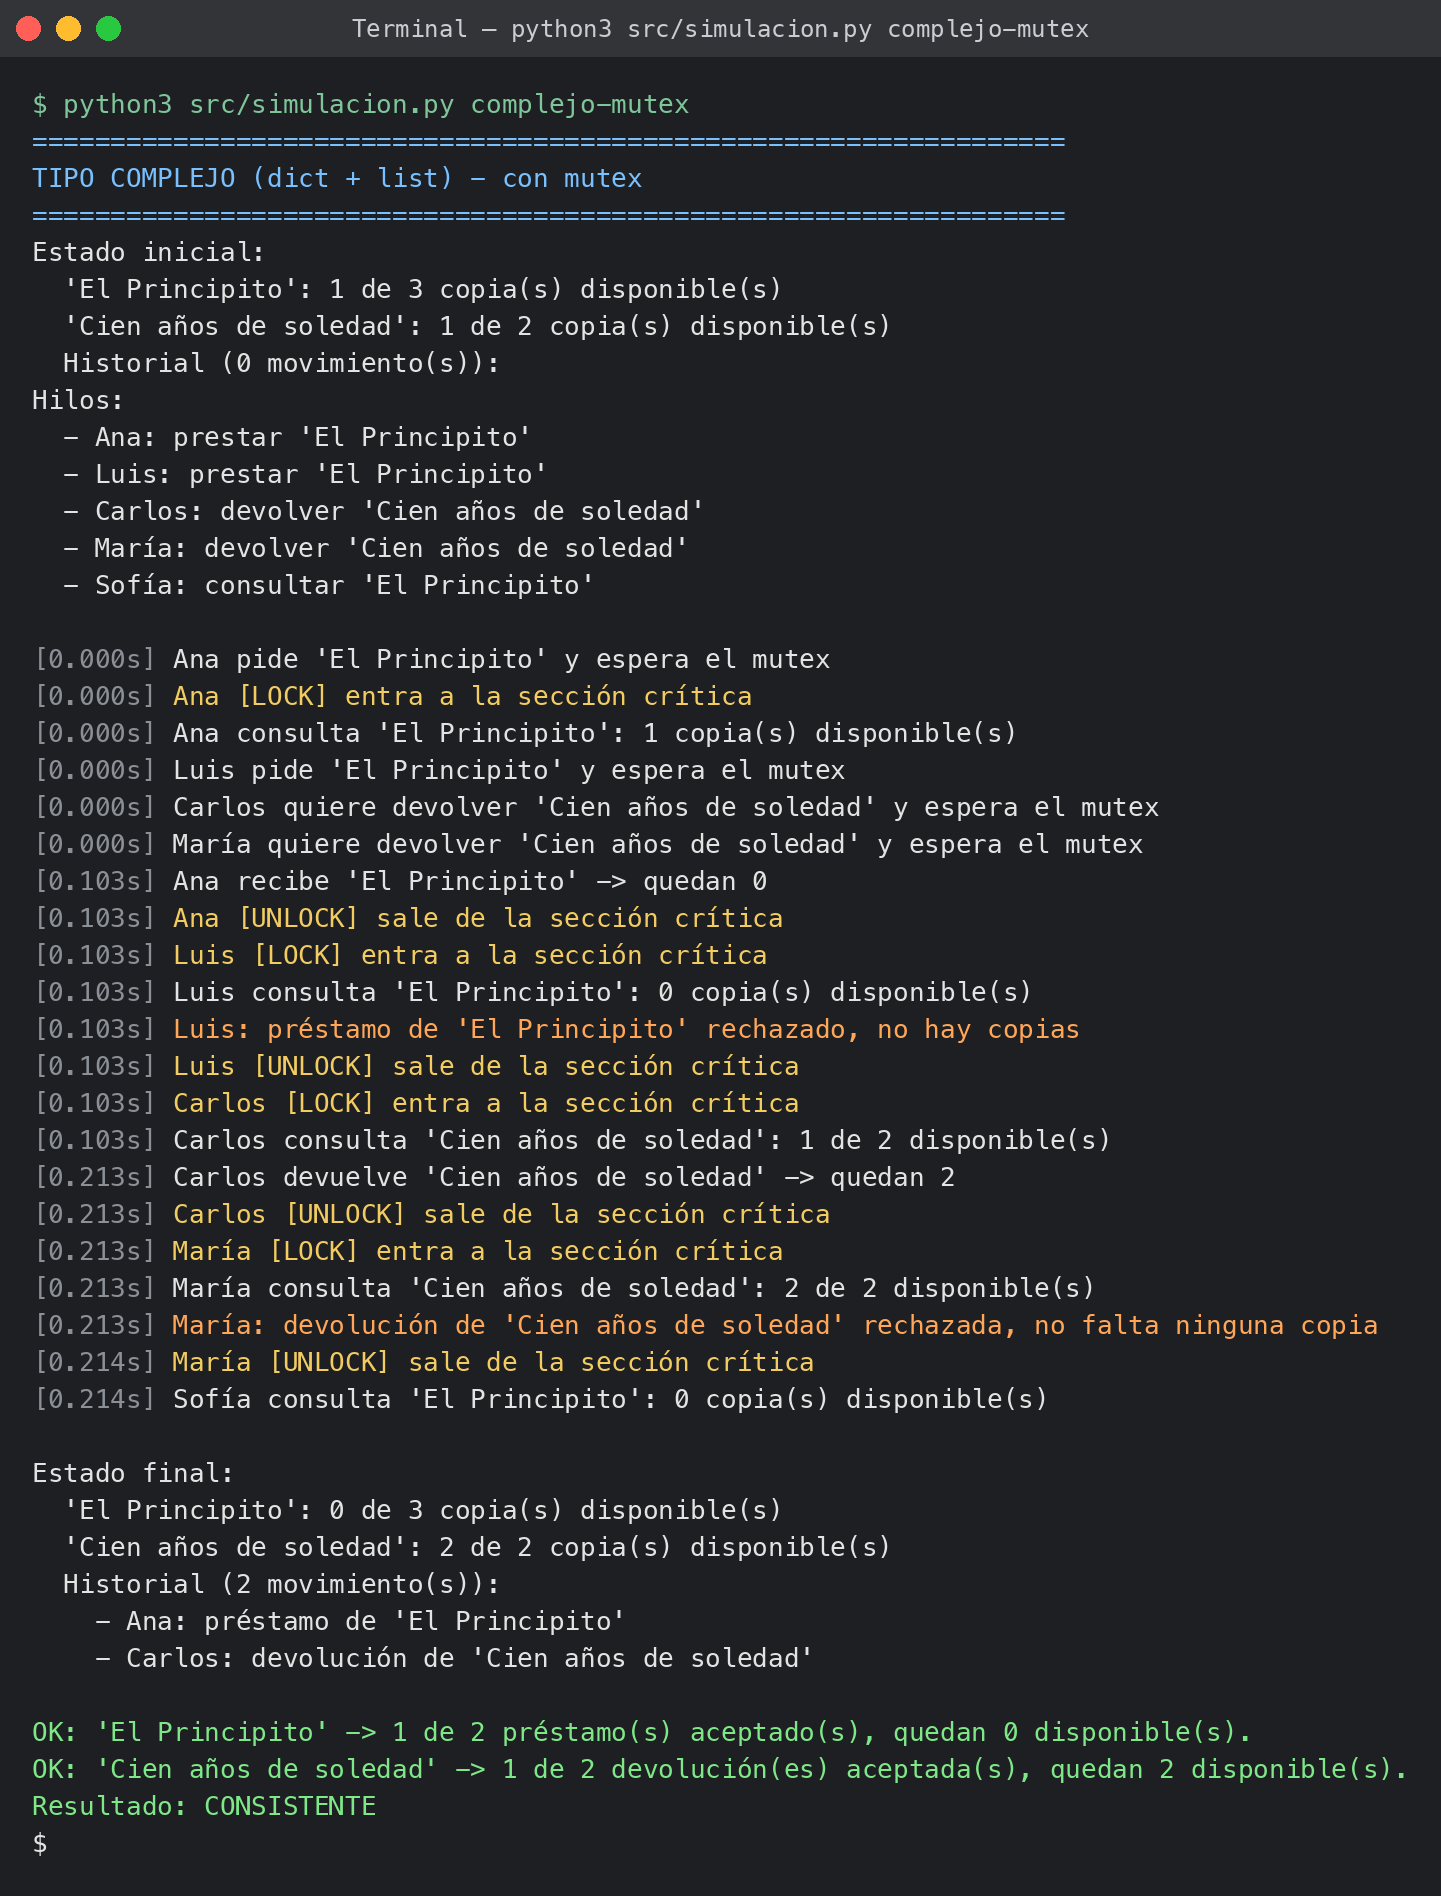 Terminal — python3 src/simulacion.py complejo-mutex
$ python3 src/simulacion.py complejo-mutex
==================================================================
TIPO COMPLEJO (dict + list) - con mutex
==================================================================
Estado inicial:
  'El Principito': 1 de 3 copia(s) disponible(s)
  'Cien años de soledad': 1 de 2 copia(s) disponible(s)
  Historial (0 movimiento(s)):
Hilos:
  - Ana: prestar 'El Principito'
  - Luis: prestar 'El Principito'
  - Carlos: devolver 'Cien años de soledad'
  - María: devolver 'Cien años de soledad'
  - Sofía: consultar 'El Principito'

[0.000s] Ana pide 'El Principito' y espera el mutex
[0.000s] Ana [LOCK] entra a la sección crítica
[0.000s] Ana consulta 'El Principito': 1 copia(s) disponible(s)
[0.000s] Luis pide 'El Principito' y espera el mutex
[0.000s] Carlos quiere devolver 'Cien años de soledad' y espera el mutex
[0.000s] María quiere devolver 'Cien años de soledad' y espera el mutex
[0.103s] Ana recibe 'El Principito' -> quedan 0
[0.103s] Ana [UNLOCK] sale de la sección crítica
[0.103s] Luis [LOCK] entra a la sección crítica
[0.103s] Luis consulta 'El Principito': 0 copia(s) disponible(s)
[0.103s] Luis: préstamo de 'El Principito' rechazado, no hay copias
[0.103s] Luis [UNLOCK] sale de la sección crítica
[0.103s] Carlos [LOCK] entra a la sección crítica
[0.103s] Carlos consulta 'Cien años de soledad': 1 de 2 disponible(s)
[0.213s] Carlos devuelve 'Cien años de soledad' -> quedan 2
[0.213s] Carlos [UNLOCK] sale de la sección crítica
[0.213s] María [LOCK] entra a la sección crítica
[0.213s] María consulta 'Cien años de soledad': 2 de 2 disponible(s)
[0.213s] María: devolución de 'Cien años de soledad' rechazada, no falta ninguna copia
[0.214s] María [UNLOCK] sale de la sección crítica
[0.214s] Sofía consulta 'El Principito': 0 copia(s) disponible(s)

Estado final:
  'El Principito': 0 de 3 copia(s) disponible(s)
  'Cien años de soledad': 2 de 2 copia(s) disponible(s)
  Historial (2 movimiento(s)):
    - Ana: préstamo de 'El Principito'
    - Carlos: devolución de 'Cien años de soledad'

OK: 'El Principito' -> 1 de 2 préstamo(s) aceptado(s), quedan 0 disponible(s).
OK: 'Cien años de soledad' -> 1 de 2 devolución(es) aceptada(s), quedan 2 disponible(s).
Resultado: CONSISTENTE
$